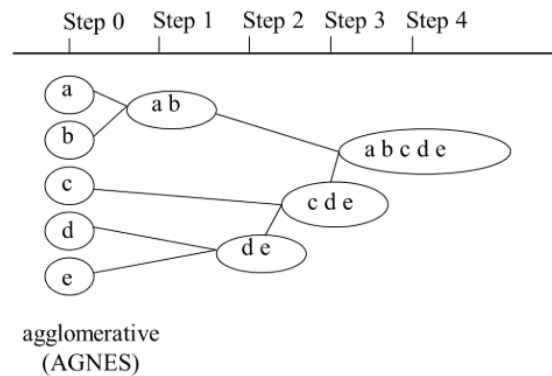 Step 0 Step 1 Step 2 Step 3 Step 4
a
a b
b
a b c d e
c
c d e
d
d e
e
agglomerative
(AGNES)